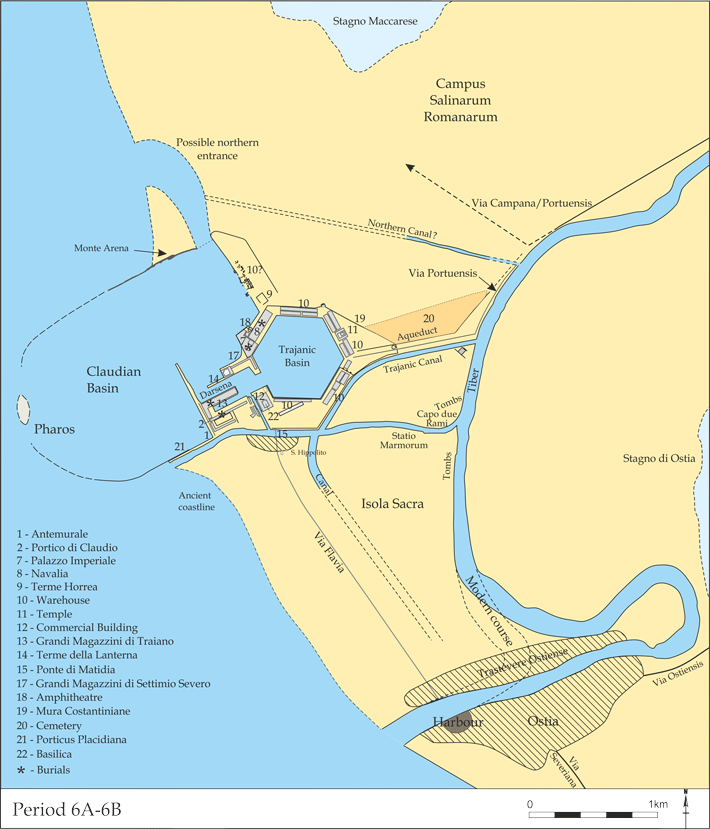 Stagno Maccarese
Campus
Salinarum
Romanarum
Possible northern
entrance
Via Campana/Portuensis
Northern Canal?
Monte Arena
10?
Via Portuensis
9
10
18
19
20
11
8
7
Aqueduct
10
17
Trajanic
Basin
Trajanic Canal
14
Claudian
Basin
Darsena
Tiber
13
12
10
10
Tombs
22
Capo due
Rami
Pharos
2
1
15
Statio
Marmorum
21
S. Hippolito
Tombs
Stagno di Ostia
Canal
Ancient
coastline
Isola Sacra
Via Flavia
1 - Antemurale
2 - Portico di Claudio
7 - Palazzo Imperiale
8 - Navalia
9 - Terme Horrea
10 - Warehouse
11 - Temple
12 - Commercial Building
13 - Grandi Magazzini di Traiano
14 - Terme della Lanterna
15 - Ponte di Matidia
17 - Grandi Magazzini di Settimio Severo
18 - Amphitheatre
19 - Mura Costantiniane
20 - Cemetery
21 - Porticus Placidiana
22 - Basilica
* - Burials
Modern course
Trastevere Ostiense
Via Ostiensis
Harbour
Ostia
Via
Severiana
Period 6A-6B
0
1km
N